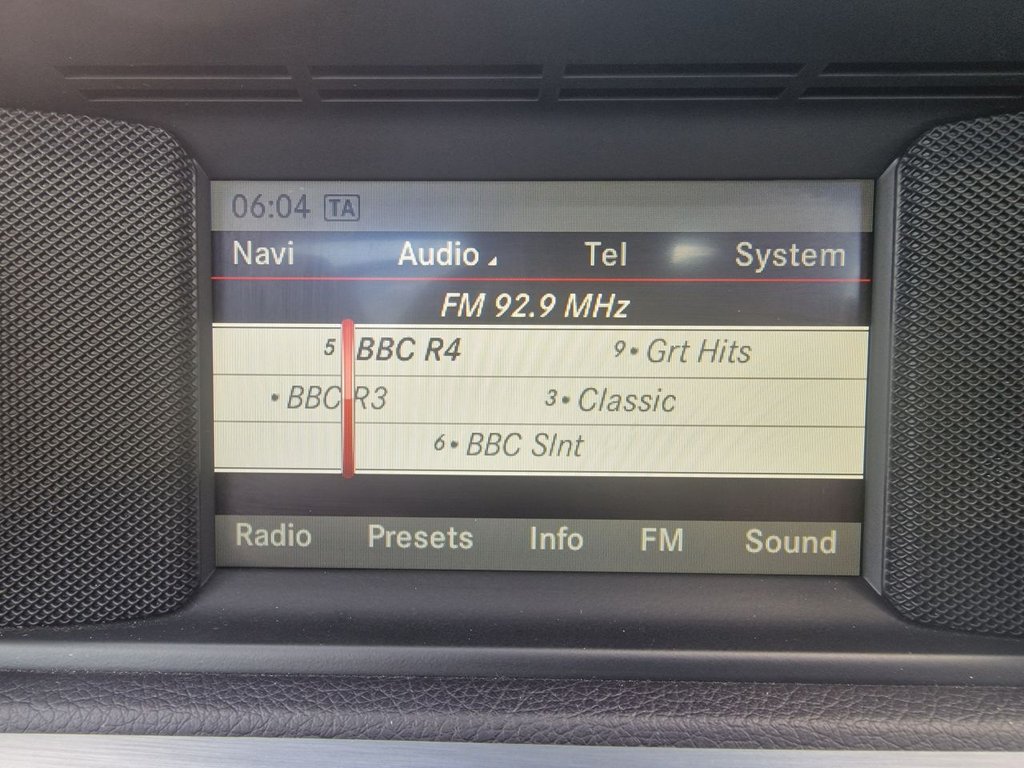 06:04 TA
Navi Audio Tel System
FM 92.9 MHz
5 BBC R4 9• Grt Hits
• BBC R3 3• Classic
6• BBC SInt
Radio Presets Info FM Sound